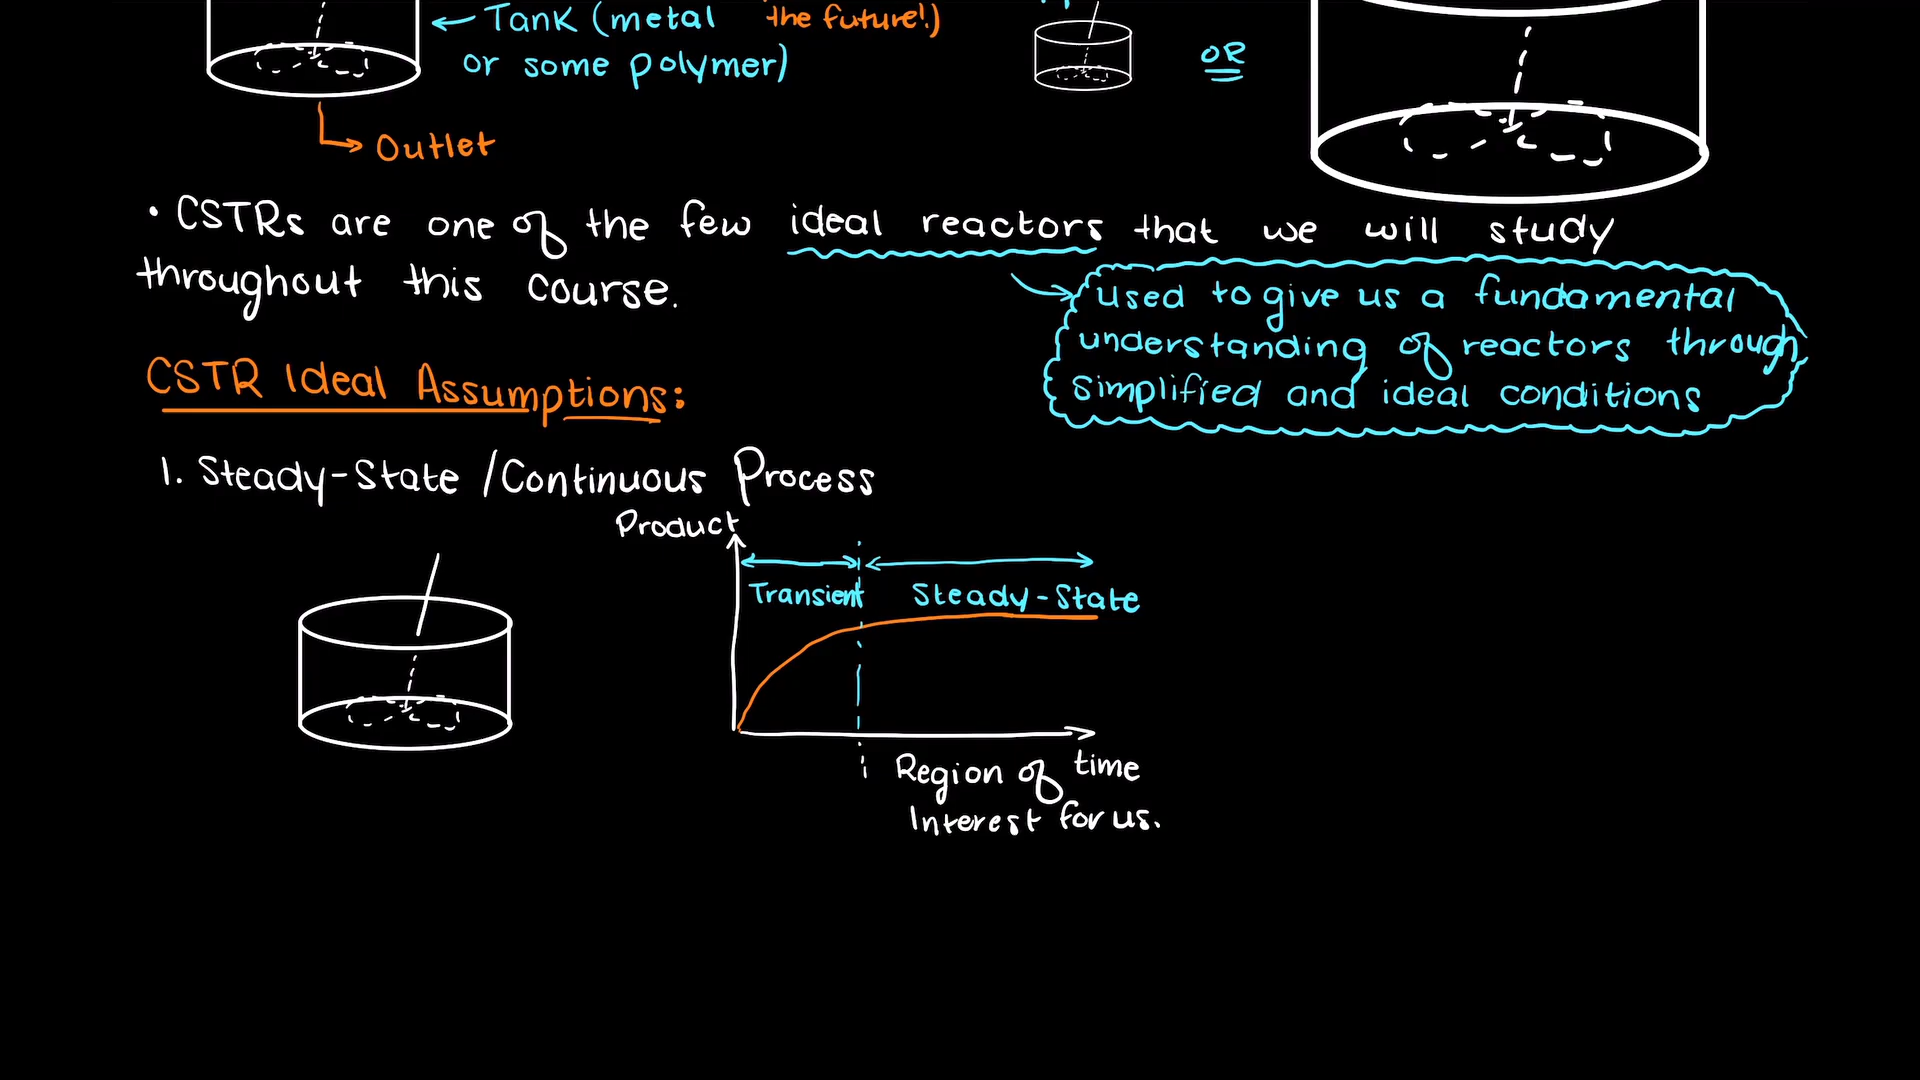 Tank (metal the future!)
or some polymer)
OR
Outlet
• CSTRs are one of the few ideal reactors that we will study
throughout this course.
used to give us a fundamental
understanding of reactors through
simplified and ideal conditions
CSTR Ideal Assumptions:
1. Steady-State /Continuous Process
Product
Transient Steady-State
time
Region of
Interest for us.